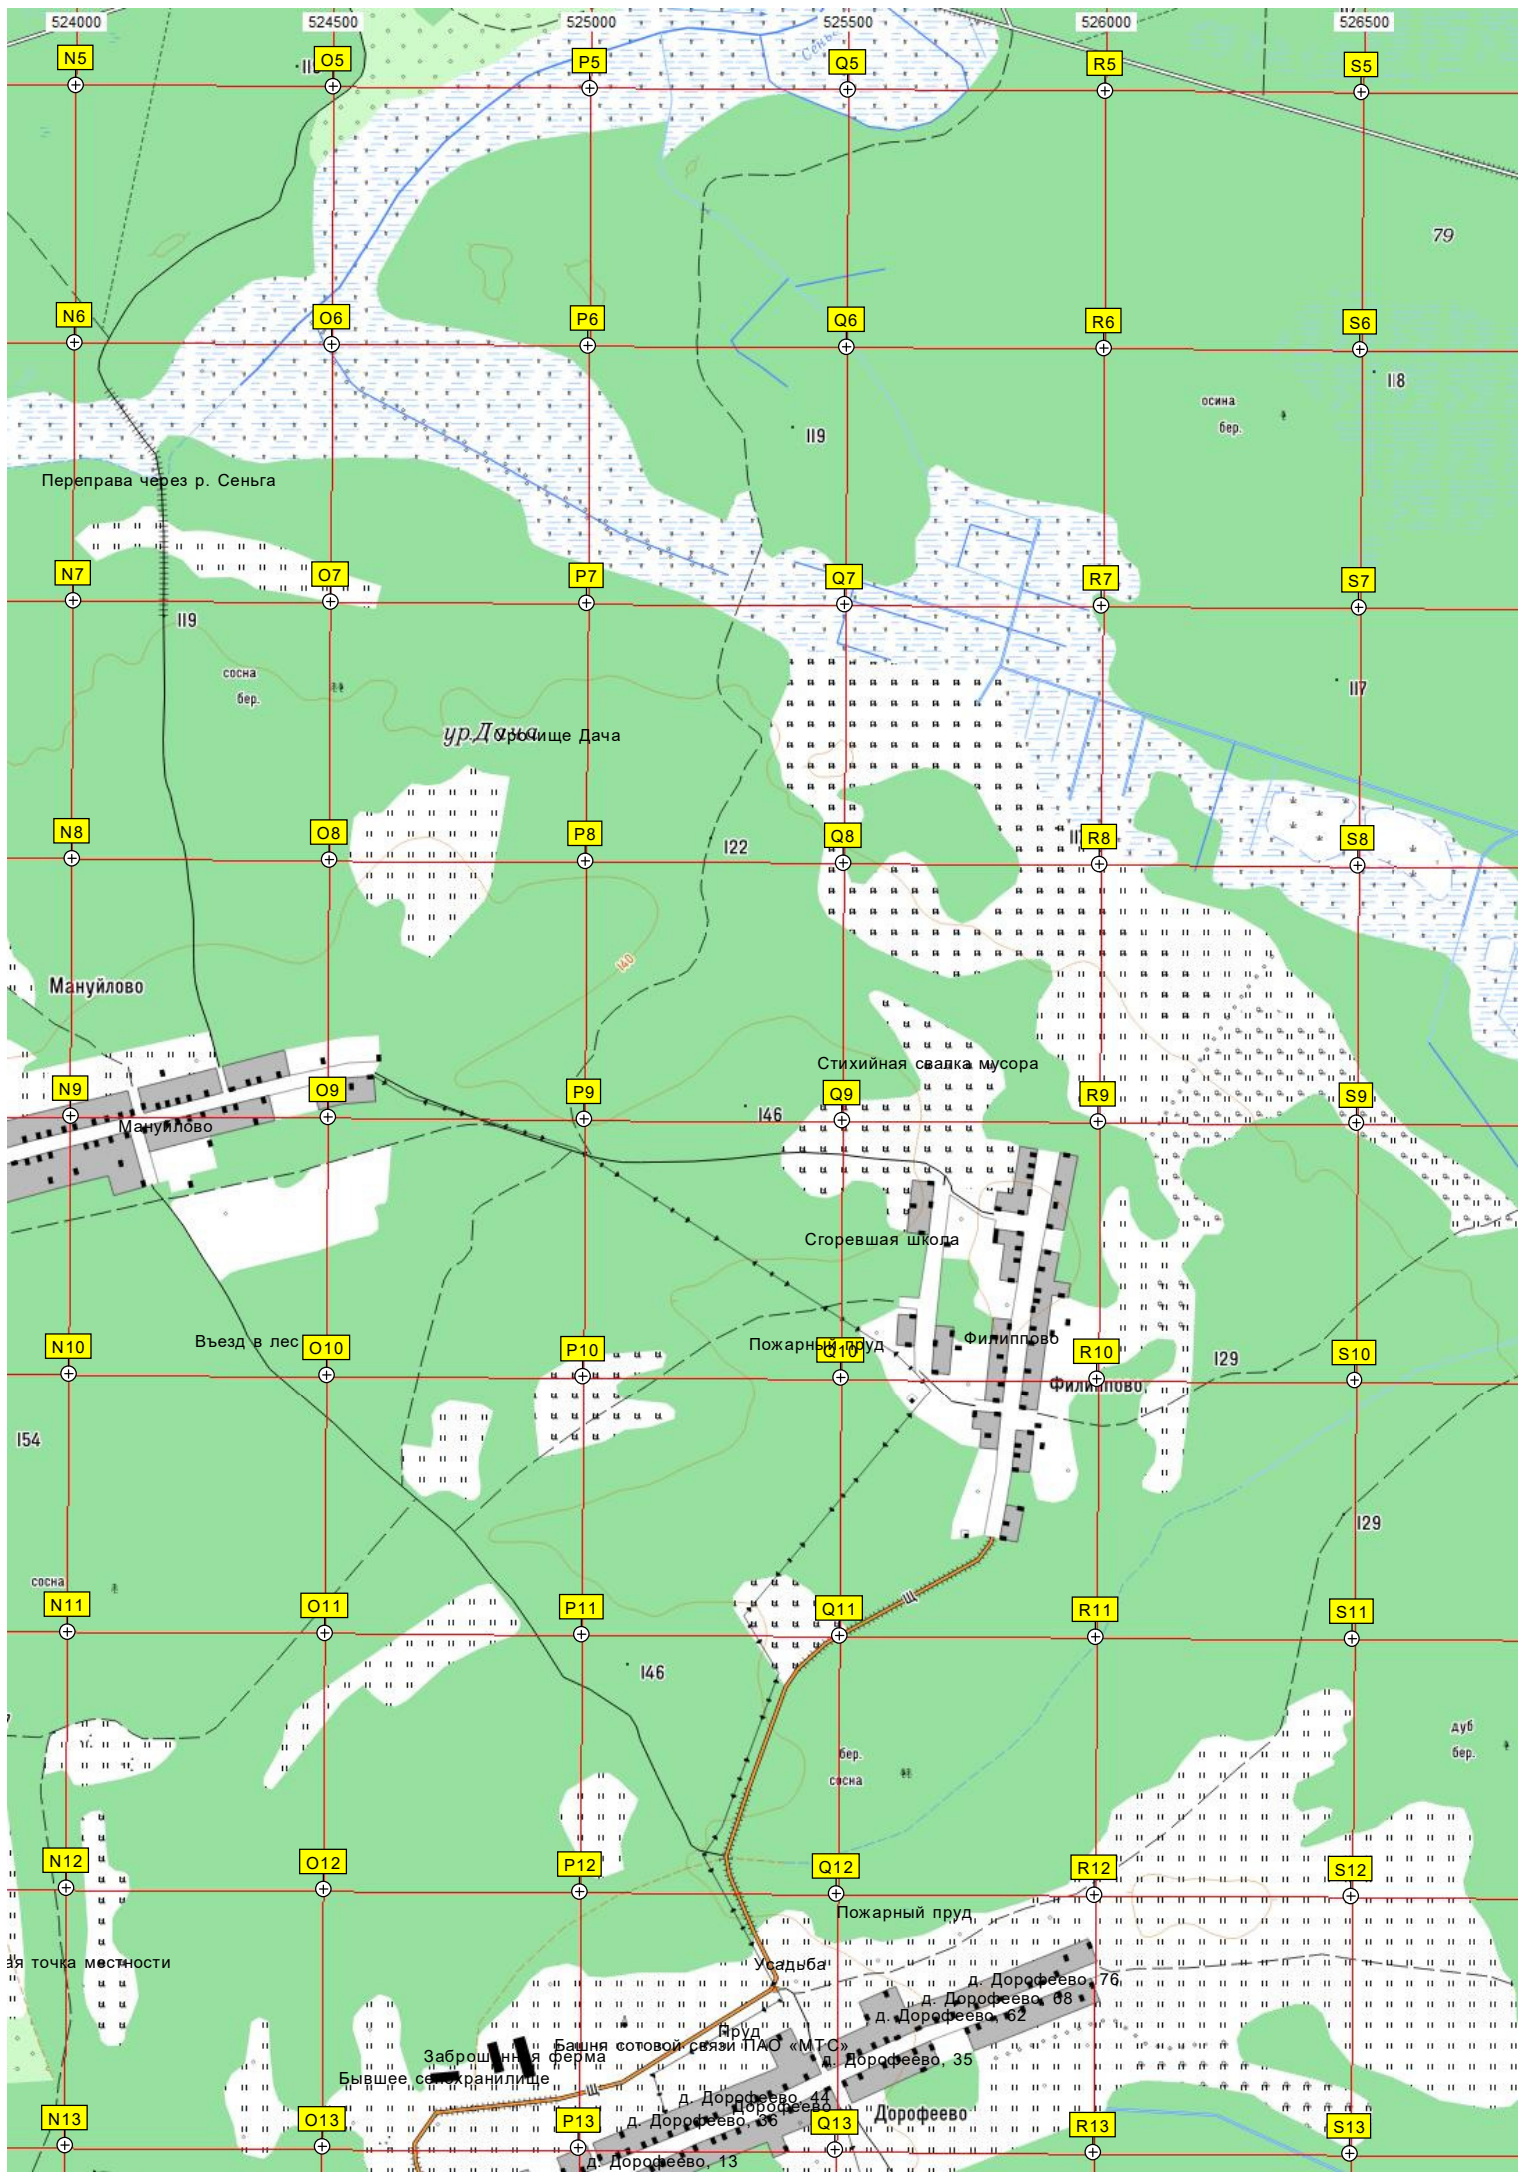 524000 524500 525000 525500 526000 526500
N5 O5 P5 Q5 R5 S5
79
N6 O6 P6 Q6 R6 S6
118
осина
бер.
119
Переправа через р. Сеньга
N7 O7 P7 Q7 R7 S7
119
сосна
бер.
117
ур. Дача
Урочище Дача
N8 O8 P8 Q8 R8 S8
122
140
Мануйлово
Стихийная свалка мусора
N9 O9 P9 Q9 R9 S9
146
Мануйлово
Сгоревшая школа
Въезд в лес
Пожарный пруд
Филиппово
N10 O10 P10 Q10 R10 S10
129
Филиппово
154
129
сосна
щ
N11 O11 P11 Q11 R11 S11
146
дуб
бер.
бер.
сосна
N12 O12 P12 Q12 R12 S12
Пожарный пруд
ая точка местности
Усадьба
д. Дорофеево, 76
д. Дорофеево, 68
д. Дорофеево, 62
Пруд
Башня сотовой связи ПАО «МТС»
Заброшенная ферма
д. Дорофеево, 35
Бывшее сенохранилище
щ
д. Дорофеево, 44
Дорофеево
Дорофеево
д. Дорофеево, 36
N13 O13 P13 Q13 R13 S13
д. Дорофеево, 13